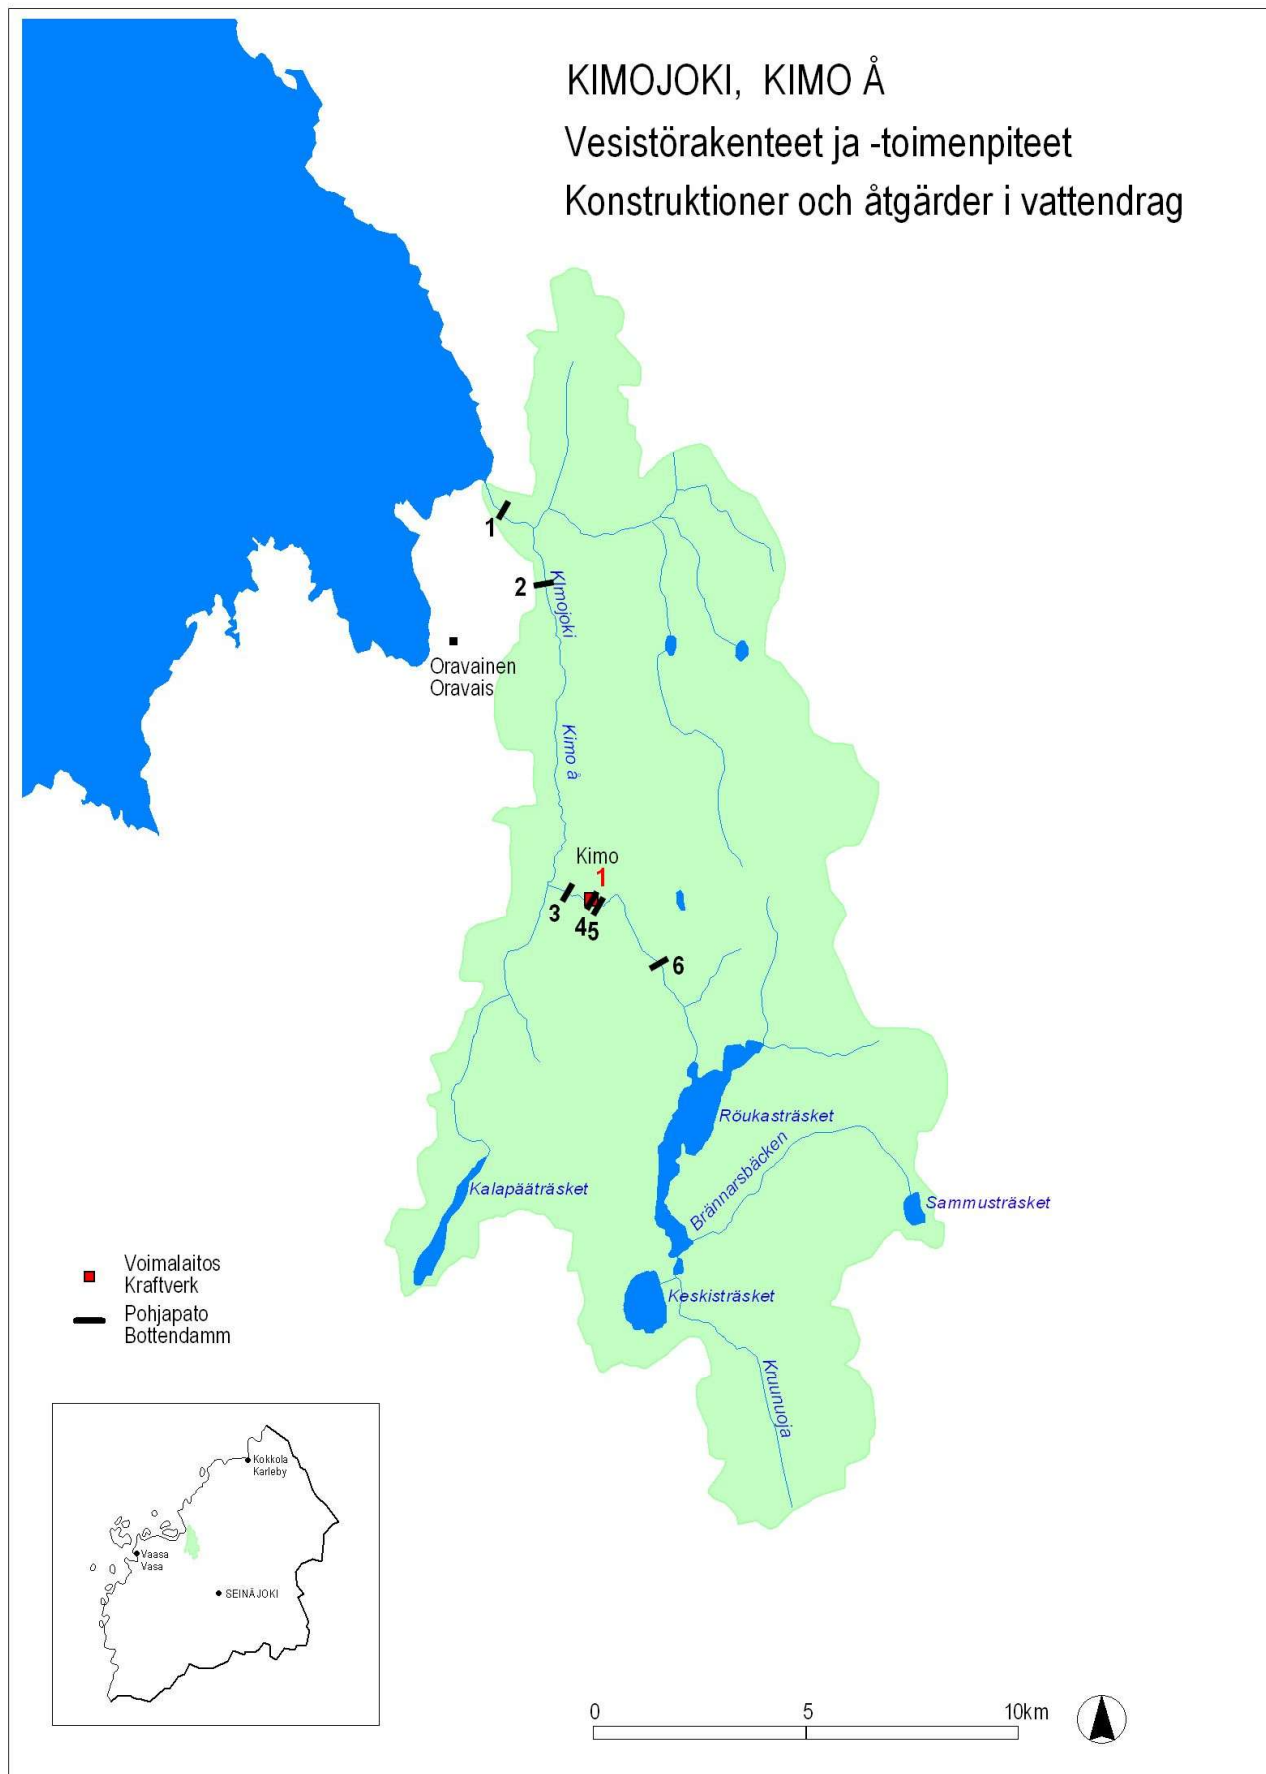 KIMOJOKI, KIMO Å
Vesistörakenteet ja -toimenpiteet
Konstruktioner och åtgärder i vattendrag
1
2
KImojoki
Oravainen
Oravais
Kimo å
Kimo
1
3
4
5
6
Röukasträsket
Brännarsbäcken
Kalapääträsket
Sammusträsket
Keskisträsket
Kruunuoja
Voimalaitos
Kraftverk
Pohjapato
Bottendamm
Kokkola
Karleby
Vaasa
Vasa
SEINÄJOKI
0 5 10km